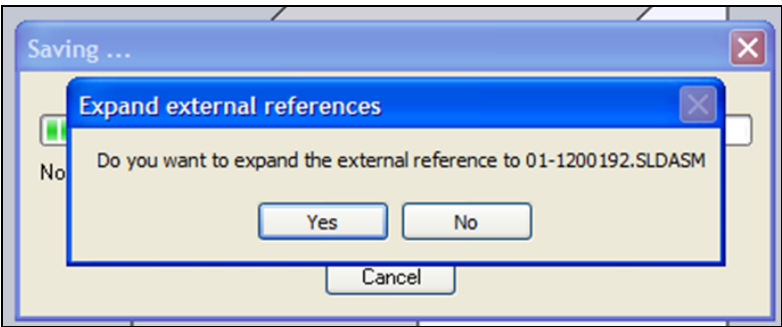 Saving ...
Expand external references
Do you want to expand the external reference to 01-1200192.SLDASM
No
Yes No
Cancel